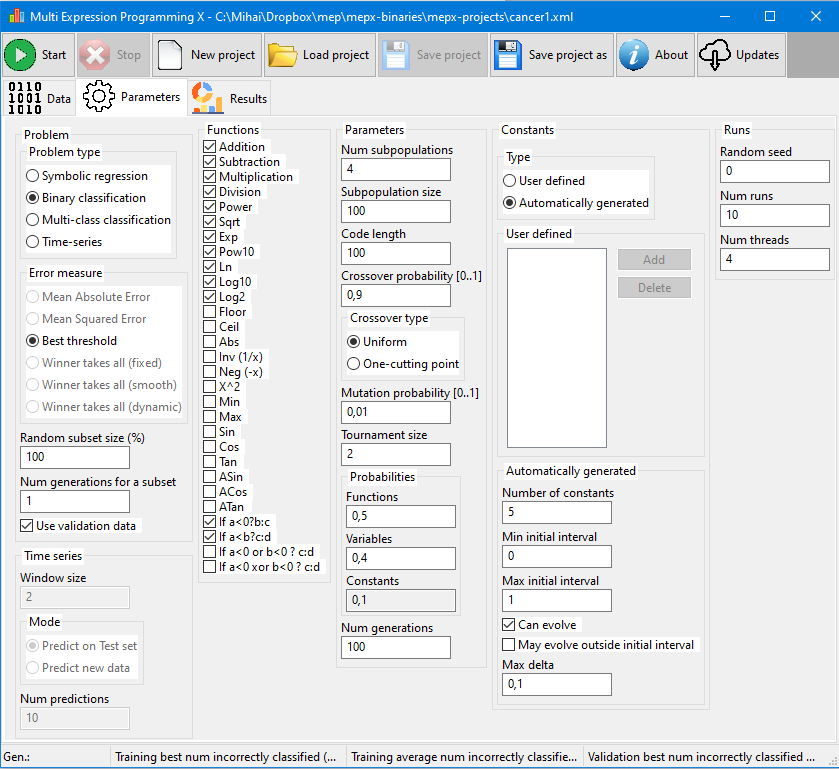 Multi Expression Programming X - C:\Mihai\Dropbox\mep\mepx-binaries\mepx-projects\cancer1.xml
Start
Stop
New project
Load project
Save project
Save project as
About
Updates
0110
1001
1010
Data
Parameters
Results
Problem
Problem type
Symbolic regression
Binary classification
Multi-class classification
Time-series
Error measure
Mean Absolute Error
Mean Squared Error
Best threshold
Winner takes all (fixed)
Winner takes all (smooth)
Winner takes all (dynamic)
Random subset size (%)
100
Num generations for a subset
1
Use validation data
Time series
Window size
2
Mode
Predict on Test set
Predict new data
Num predictions
10
Functions
Addition
Subtraction
Multiplication
Division
Power
Sqrt
Exp
Pow10
Ln
Log10
Log2
Floor
Ceil
Abs
Inv (1/x)
Neg (-x)
X^2
Min
Max
Sin
Cos
Tan
ASin
ACos
ATan
If a<0?b:c
If a<b?c:d
If a<0 or b<0 ? c:d
If a<0 xor b<0 ? c:d
Parameters
Num subpopulations
4
Subpopulation size
100
Code length
100
Crossover probability [0..1]
0,9
Crossover type
Uniform
One-cutting point
Mutation probability [0..1]
0,01
Tournament size
2
Probabilities
Functions
0,5
Variables
0,4
Constants
0,1
Num generations
100
Constants
Type
User defined
Automatically generated
User defined
Add
Delete
Automatically generated
Number of constants
5
Min initial interval
0
Max initial interval
1
Can evolve
May evolve outside initial interval
Max delta
0,1
Runs
Random seed
0
Num runs
10
Num threads
4
Gen.:
Training best num incorrectly classified (...
Training average num incorrectly classifie...
Validation best num incorrectly classified ...